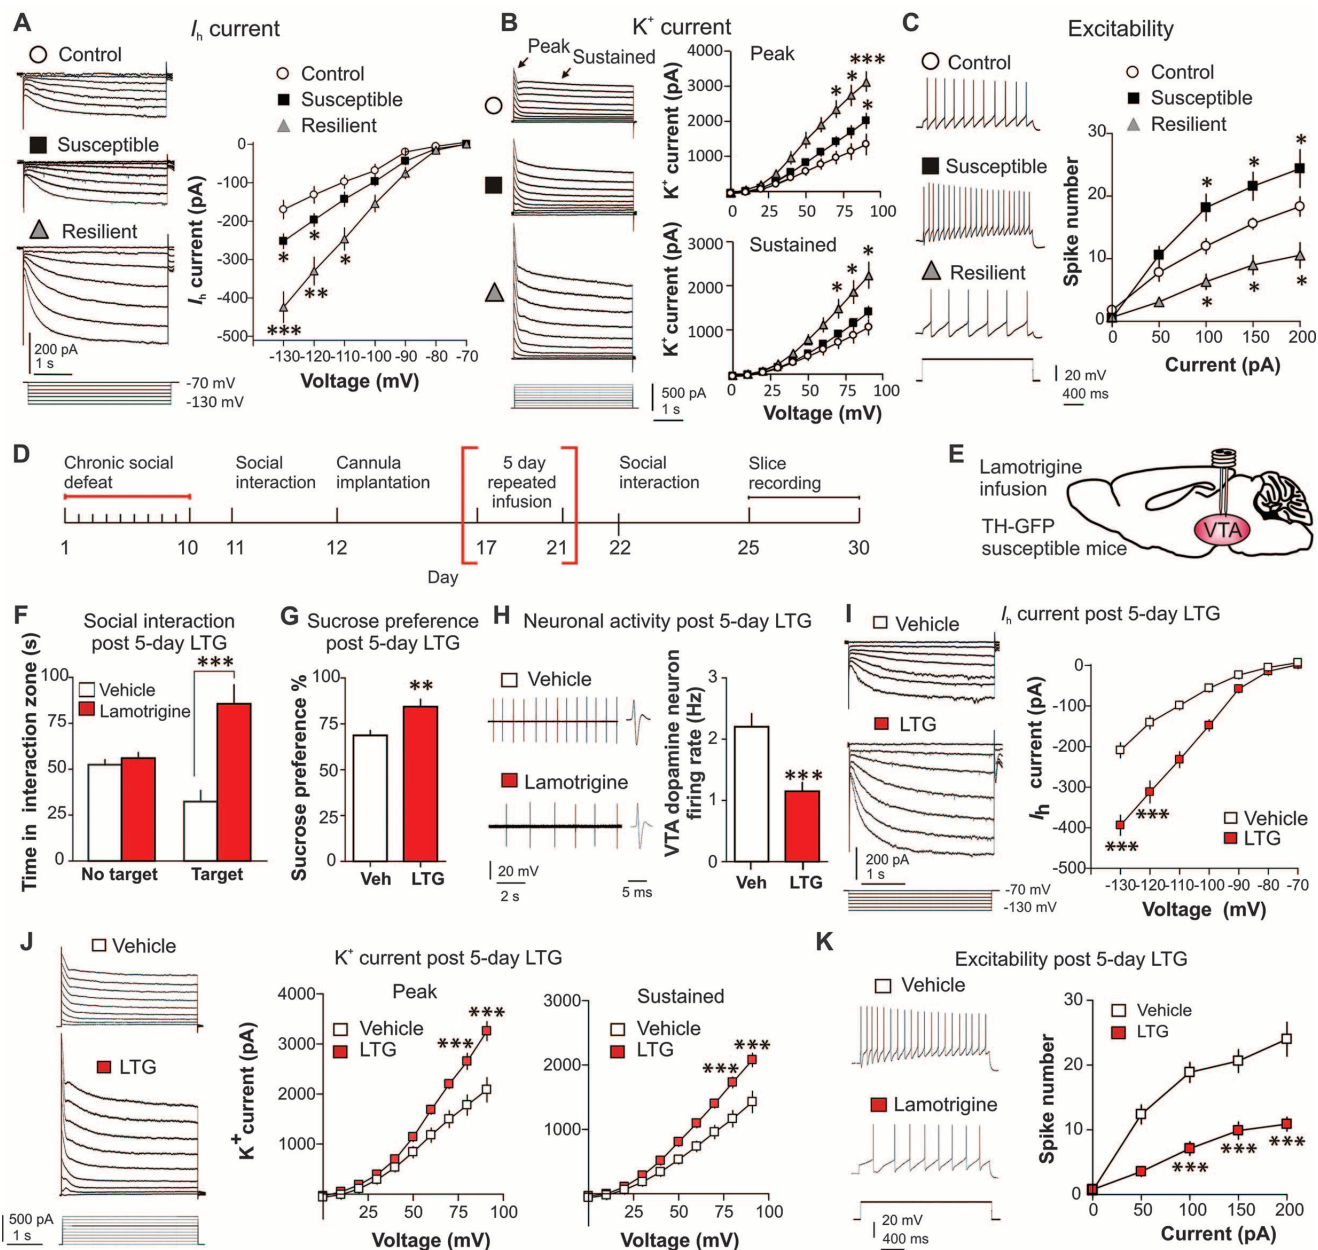 A
Ih current
Control
Susceptible
Resilient
200 pA
1 s
-70 mV
-130 mV
Control
Susceptible
Resilient
Ih current (pA)
0
-100
-200
-300
-400
-500
*
*
*
**
***
-130
-120
-110
-100
-90
-80
-70
Voltage (mV)
B
K+ current
Peak
Sustained
500 pA
1 s
Peak
K+ current (pA)
4000
3000
2000
1000
***
*
*
*
0
25
50
75
100
Sustained
K+ current (pA)
3000
2000
1000
*
*
*
0
25
50
75
100
Voltage (mV)
C
Excitability
Control
Susceptible
Resilient
20 mV
400 ms
Control
Susceptible
Resilient
Spike number
30
20
10
0
*
*
*
*
*
*
0
50
100
150
200
Current (pA)
D
Chronic social
defeat
Social
interaction
Cannula
implantation
5 day
repeated
infusion
Social
interaction
Slice
recording
1
10
11
12
17
21
22
25
30
Day
E
Lamotrigine
infusion
TH-GFP
susceptible mice
VTA
F
Social interaction
post 5-day LTG
Time in interaction zone (s)
100
75
50
25
0
***
Vehicle
Lamotrigine
No target
Target
G
Sucrose preference
post 5-day LTG
Sucrose preference %
100
75
50
0
**
Veh
LTG
H
Neuronal activity post 5-day LTG
Vehicle
Lamotrigine
20 mV
2 s
5 ms
VTA dopamine neuron
firing rate (Hz)
3
2
1
0
***
Veh
LTG
I
Ih current post 5-day LTG
Vehicle
LTG
200 pA
1 s
-70 mV
-130 mV
Ih current (pA)
0
-100
-200
-300
-400
-500
***
***
Vehicle
LTG
-130
-120
-110
-100
-90
-80
-70
Voltage (mV)
J
K+ current post 5-day LTG
Vehicle
LTG
500 pA
1 s
Peak
K+current (pA)
4000
3000
2000
1000
Vehicle
LTG
***
***
25
50
75
100
Voltage (mV)
Sustained
3000
2000
1000
Vehicle
LTG
***
***
25
50
75
100
Voltage (mV)
K
Excitability post 5-day LTG
Vehicle
Lamotrigine
20 mV
400 ms
Spike number
30
20
10
0
Vehicle
LTG
***
***
***
0
50
100
150
200
Current (pA)